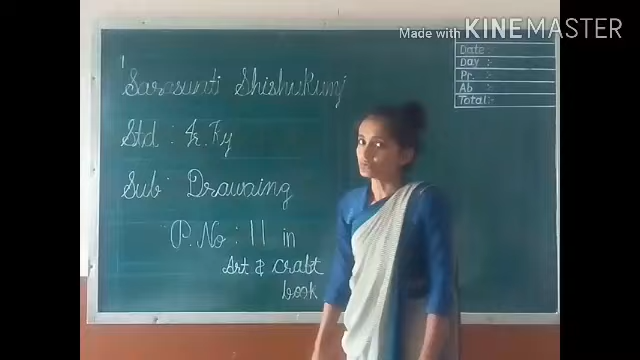 Made with KINEMASTER
Saraswati Shishukunj
Std : Jr. Kg
Sub : Drawaing
P. No : 11 in
Art & craft
book
Date :-
Day :-
Pr. :-
Ab :-
Total:-